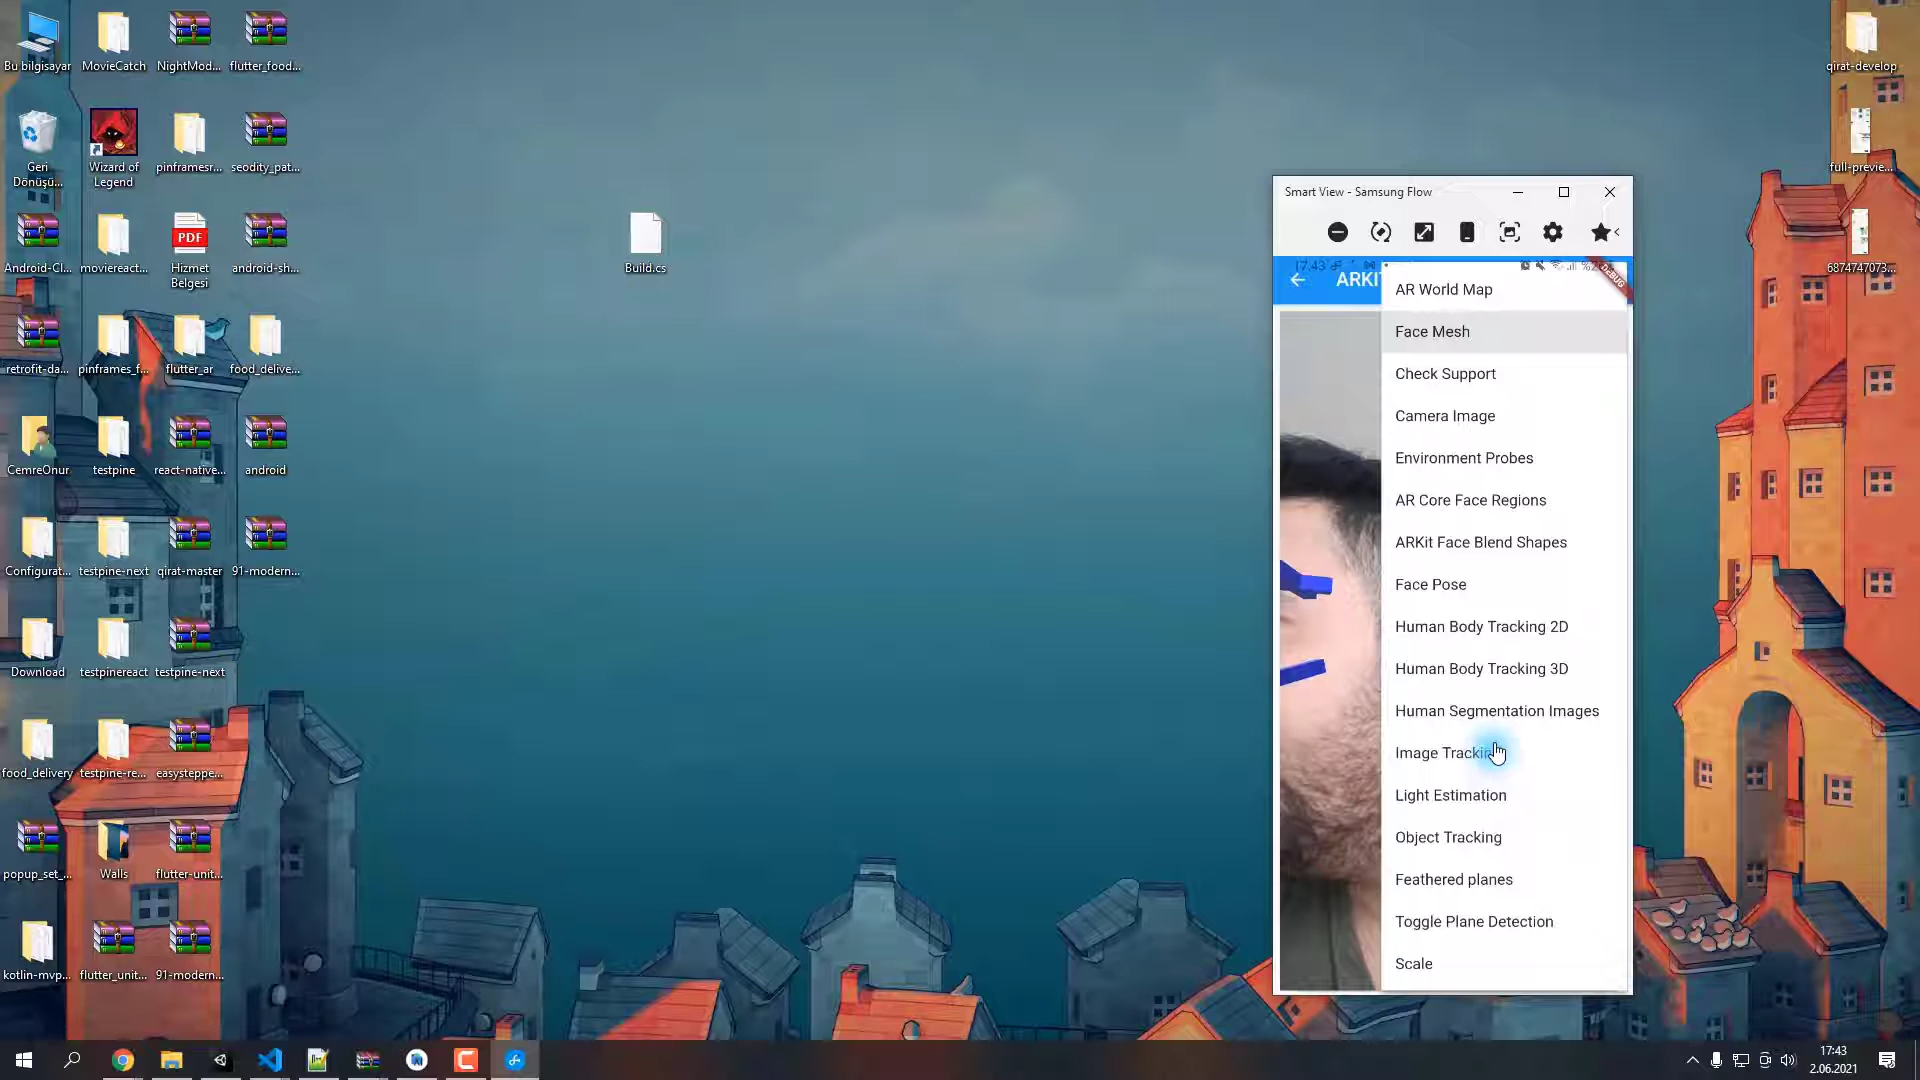 Bu bilgisayar
MovieCatch
NightMod...
flutter_food...
Geri
Dönüşü...
Wizard of
Legend
pinframesr...
seodity_pat...
Android-Cl...
moviereact...
PDF
Hizmet
Belgesi
android-sh...
retrofit-da...
pinframes_f...
flutter_ar
food_delive...
CemreOnur
testpine
react-native...
android
Configurat...
testpine-next
qirat-master
91-modern...
Download
testpinereact
testpine-next
food_delivery
testpine-re...
easysteppe...
popup_set_...
Walls
flutter-unit...
kotlin-mvp...
flutter_unit...
91-modern...
Build.cs
Smart View - Samsung Flow
17:43
ARKi
DEBUG
AR World Map
Face Mesh
Check Support
Camera Image
Environment Probes
AR Core Face Regions
ARKit Face Blend Shapes
Face Pose
Human Body Tracking 2D
Human Body Tracking 3D
Human Segmentation Images
Image Tracking
Light Estimation
Object Tracking
Feathered planes
Toggle Plane Detection
Scale
qirat-develop
full-previe...
6874747073...
17:43
2.06.2021